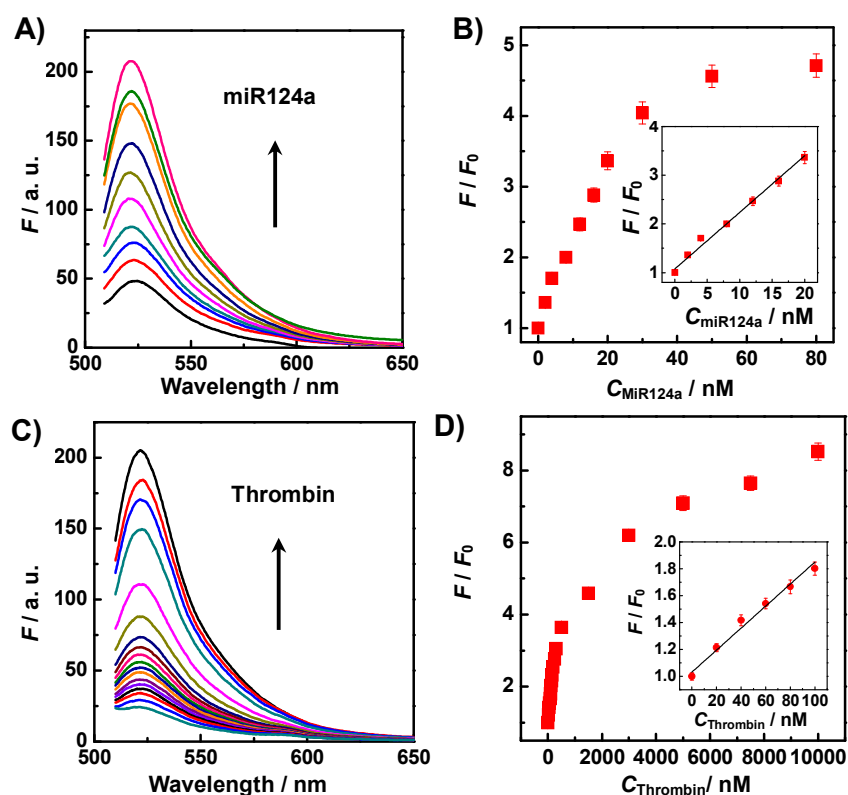 A)
200
150
100
50
0
F / a. u.
miR124a
500 550 600 650
Wavelength / nm
B)
5
4
3
2
1
F / F0
0 20 40 60 80
CMiR124a / nM
4
3
2
1
F / F0
0 5 10 15 20
CmiR124a / nM
C)
200
150
100
50
0
F / a. u.
Thrombin
500 550 600 650
Wavelength / nm
D)
8
6
4
2
F / F0
0 2000 4000 6000 8000 10000
CThrombin/ nM
2.0
1.8
1.6
1.4
1.2
1.0
F / F0
0 20 40 60 80 100
CThrombin / nM